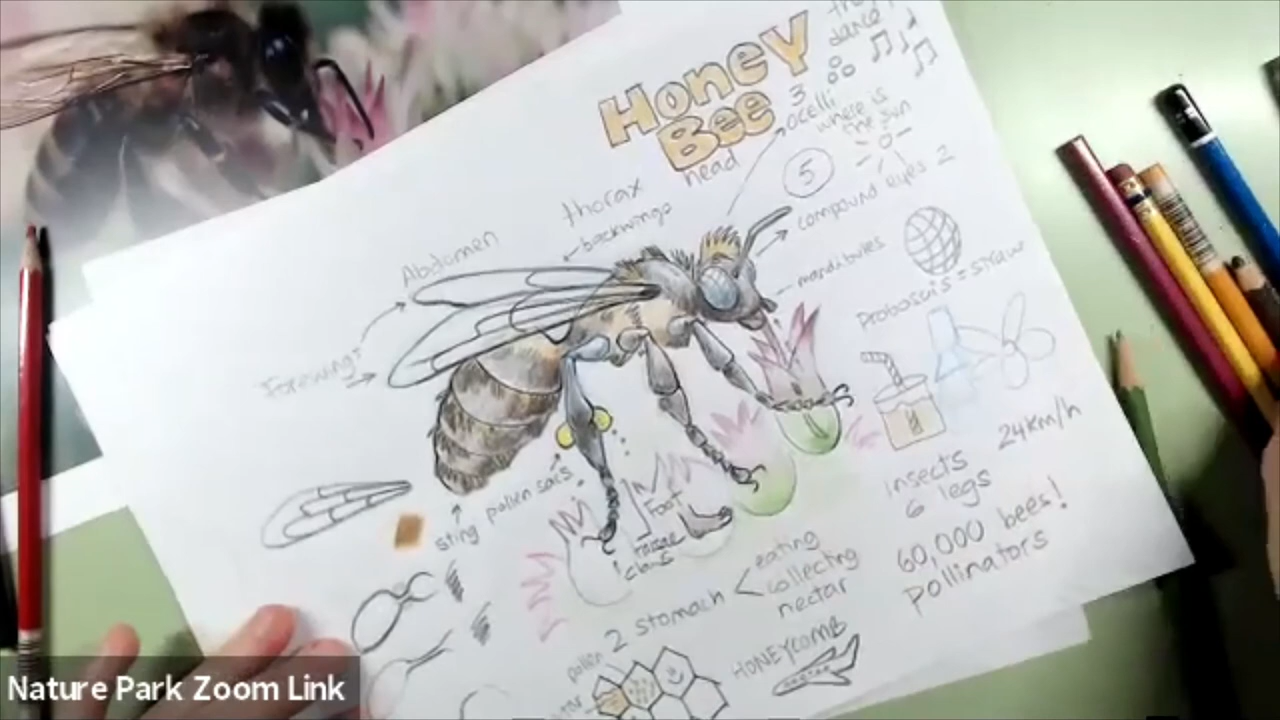 Honey
Bee
the
dance!
3
ocelli
where is
the sun
head
5
thorax
compound eyes 2
backwings
Abdomen
mandibules
Proboscis = straw
Forewings
24km/h
insects
6 legs
pollen sacs
sting
Foot
tarsae
claws
60,000 bees!
Pollinators
eating
collecting
nectar
2 stomach <
HONEYCOMB
pollen
Nature Park Zoom Link